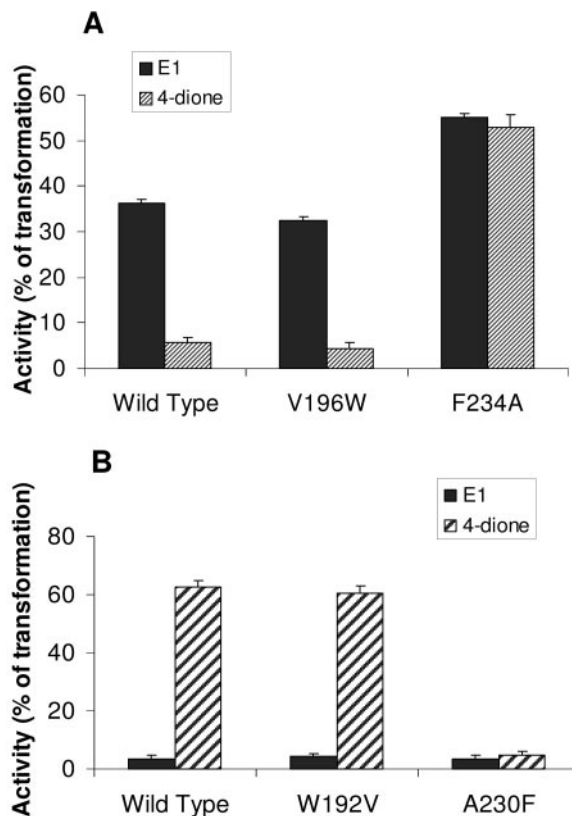 A
E1
4-dione
Activity (% of transformation)
60
50
40
30
20
10
0
Wild Type V196W F234A
B
E1
4-dione
Activity (% of transformation)
80
60
40
20
0
Wild Type W192V A230F